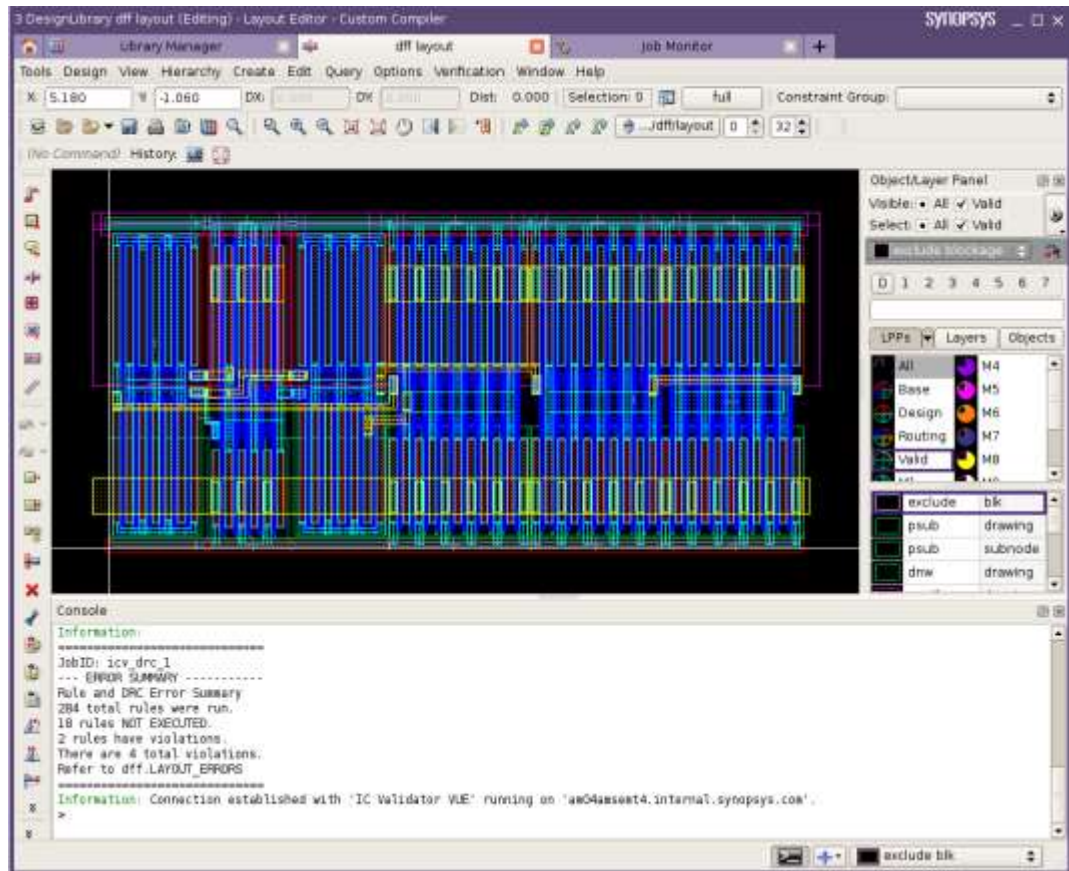 3 DesignLibrary dff layout (Editing) - Layout Editor - Custom Compiler SYNOPSYS
Library Manager dff layout Job Monitor
Tools Design View Hierarchy Create Edit Query Options Verification Window Help
X: 5.180 Y -1.060 DX: DY: Dist: 0.000 Selection: 0 full Constraint Group:
...Jdff/layout 0 32
(No Command) History:
Object/Layer Panel
Visible: All Valid
Select: All Valid
exclude blockage
0 1 2 3 4 5 6 7
LPPs Layers Objects
All M4
Base M5
Design M6
Routing M7
Valid M8
exclude blk
psub drawing
psub subnode
dnw drawing
Console
Information:
==============================
JobID: icv_drc_1
--- ERROR SUMMARY -----------
Rule and DRC Error Summary
284 total rules were run.
18 rules NOT EXECUTED.
2 rules have violations.
There are 4 total violations.
Refer to dff.LAYOUT_ERRORS
==============================
Information: Connection established with 'IC Validator VUE' running on 'am04amsemt4.internal.synopsys.com'.
>
exclude blk